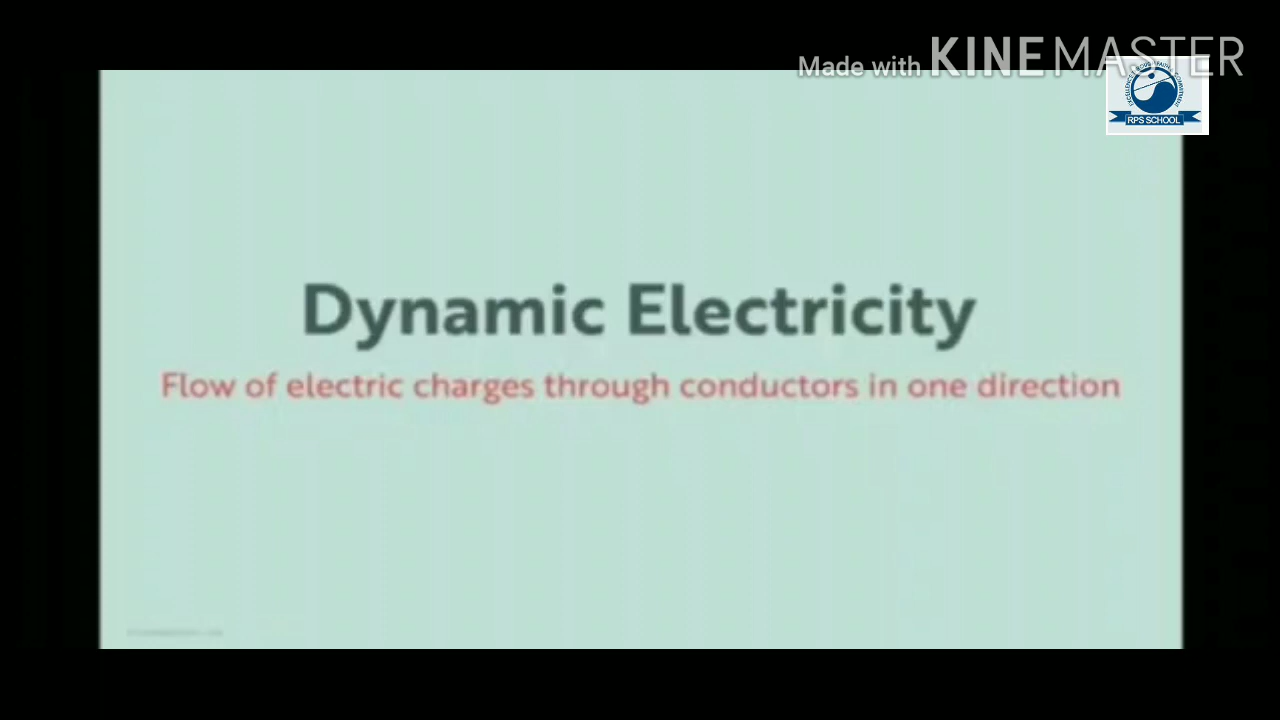 Made with KINEMASTER
RPS SCHOOL
Dynamic Electricity
Flow of electric charges through conductors in one direction